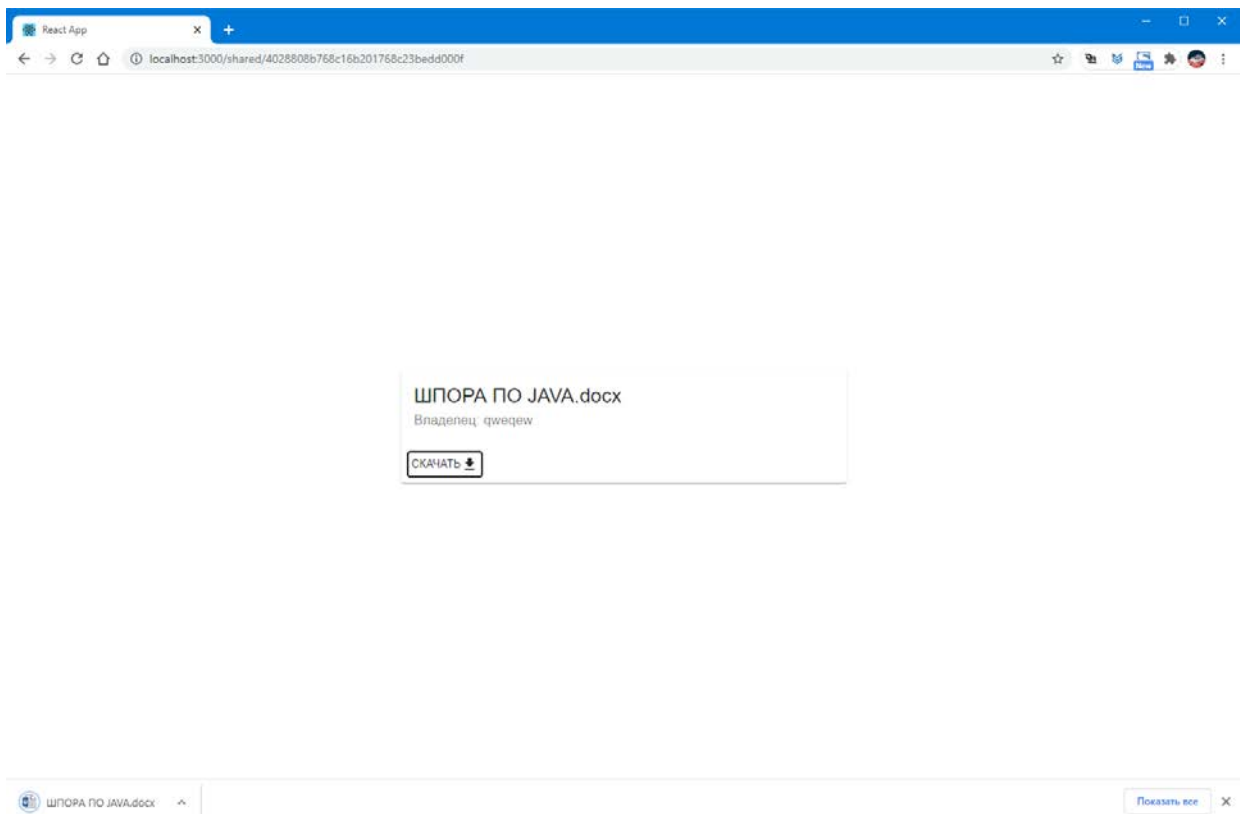 React App
localhost:3000/shared/4028808b768c16b201768c23bedd000f
New
ШПОРА ПО JAVA.docx
Владелец: qweqew
СКАЧАТЬ
ШПОРА ПО JAVA.docx
Показать все